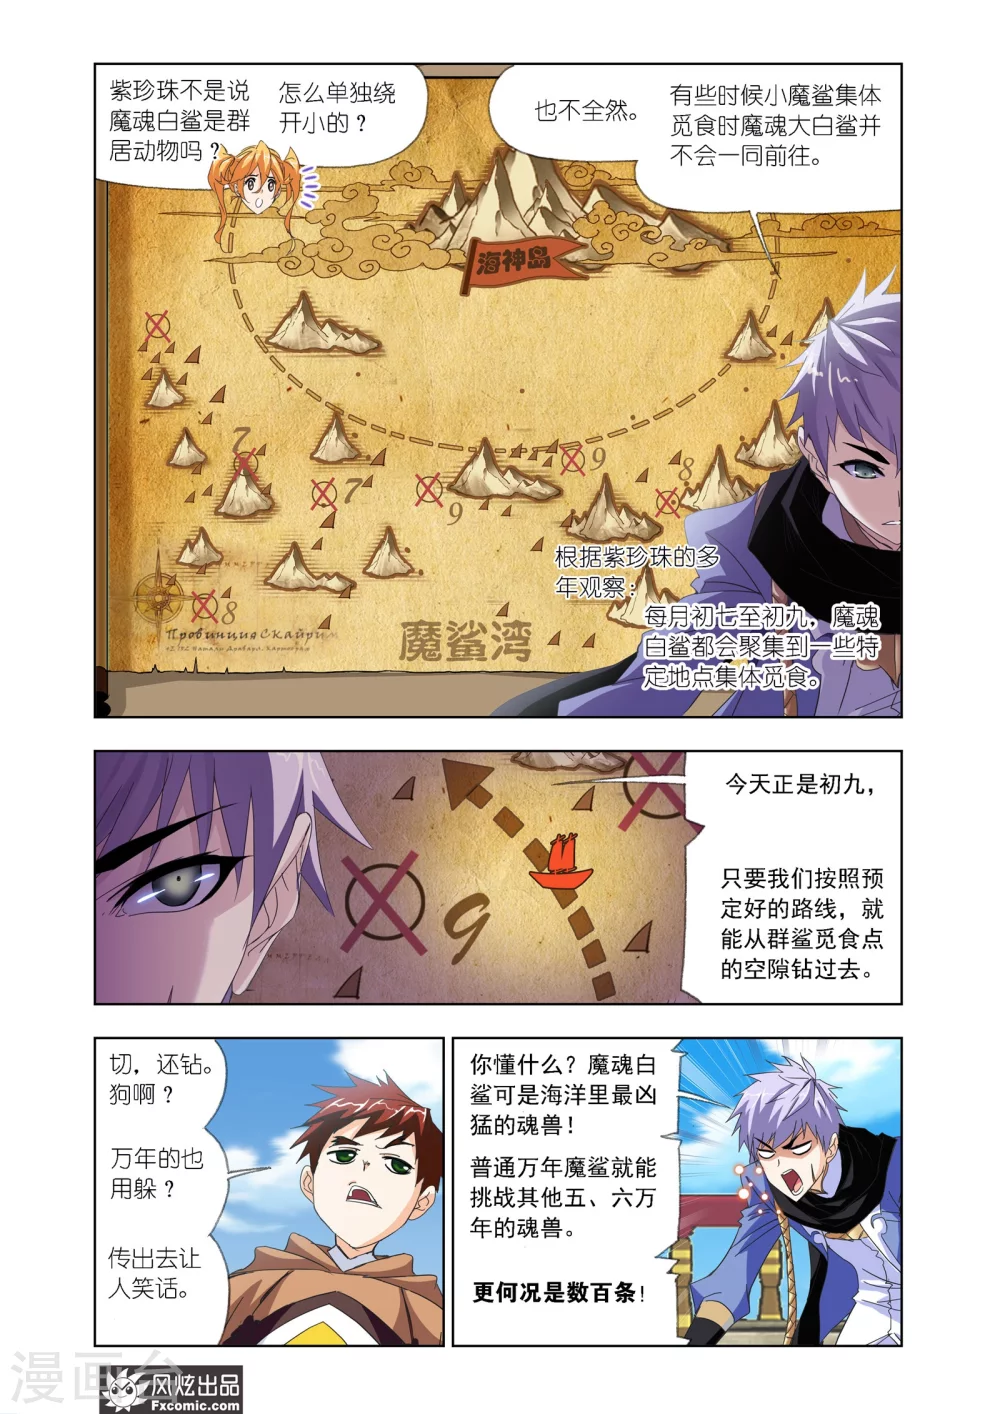 紫珍珠不是说
魔魂白鲨是群
居动物吗？
怎么单独绕
开小的？
也不全然。
有些时候小魔鲨集体
觅食时魔魂大白鲨并
不会一同前往。
海神岛
7
7
9
9
8
8
Провинция Скайрим
魔鲨湾
根据紫珍珠的多
年观察：
每月初七至初九，魔魂
白鲨都会聚集到一些特
定地点集体觅食。
9
今天正是初九，
只要我们按照预
定好的路线，就
能从群鲨觅食点
的空隙钻过去。
切，还钻。
狗啊？
万年的也
用躲？
传出去让
人笑话。
你懂什么？魔魂白
鲨可是海洋里最凶
猛的魂兽！
普通万年魔鲨就能
挑战其他五、六万
年的魂兽。
更何况是数百条！
漫画台
风炫出品
Fxcomic.com